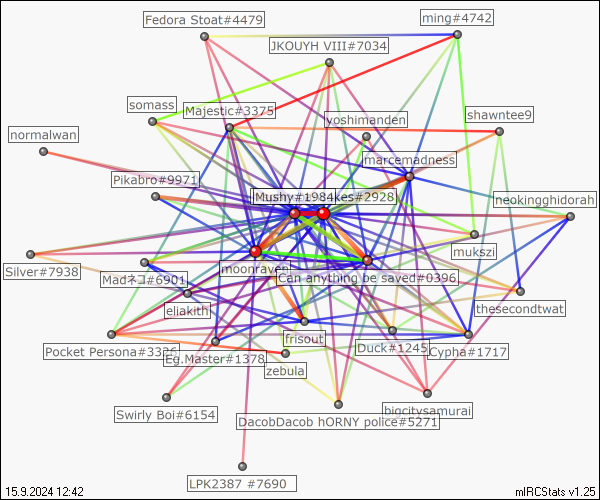 Fedora Stoat#4479
ming#4742
JKOUYH VIII#7034
somass
Majestic#3375
shawntee9
yoshimanden
normalwan
marcemadness
Pikabro#9971
Mushy#1984
kes#2928
neokingghidorah
mukszi
moonraven
Silver#7938
Madネコ#6901
Can anything be saved#0396
eliakith
thesecondtwat
frisout
Pocket Persona#3326
Eg.Master#1378
Duck#1245
Cypha#1717
zebula
Swirly Boi#6154
DacobDacob hORNY police#5271
bigcitysamurai
LPK2387 #7690
15.9.2024 12:42
mIRCStats v1.25